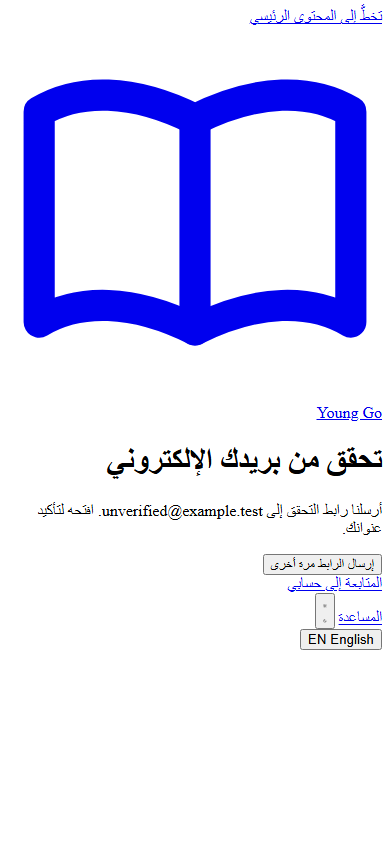 تخطَّ إلى المحتوى الرئيسي
Young Go
تحقق من بريدك الإلكتروني
أرسلنا رابط التحقق إلى unverified@example.test. افتحه لتأكيد
عنوانك.
إرسال الرابط مرة أخرى
المتابعة إلى حسابي
المساعدة
EN English